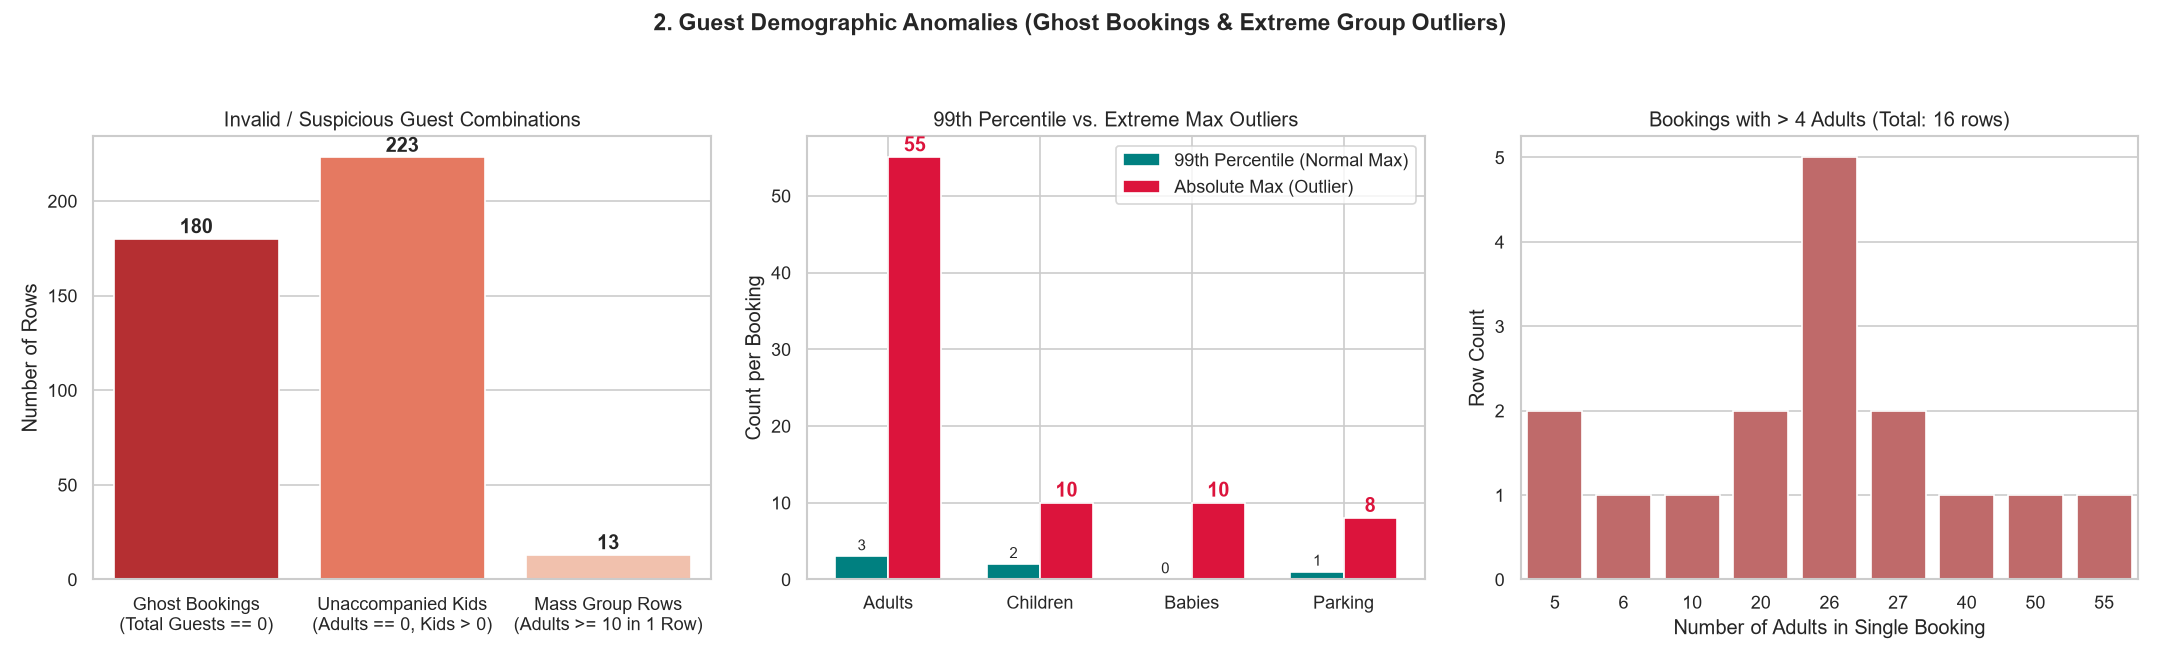 2. Guest Demographic Anomalies (Ghost Bookings & Extreme Group Outliers)
Invalid / Suspicious Guest Combinations
Number of Rows
200
150
100
50
0
180
223
13
Ghost Bookings
(Total Guests == 0)
Unaccompanied Kids
(Adults == 0, Kids > 0)
Mass Group Rows
(Adults >= 10 in 1 Row)
99th Percentile vs. Extreme Max Outliers
99th Percentile (Normal Max)
Absolute Max (Outlier)
Count per Booking
50
40
30
20
10
0
3
55
2
10
0
10
1
8
Adults
Children
Babies
Parking
Bookings with > 4 Adults (Total: 16 rows)
Row Count
5
4
3
2
1
0
5
6
10
20
26
27
40
50
55
Number of Adults in Single Booking